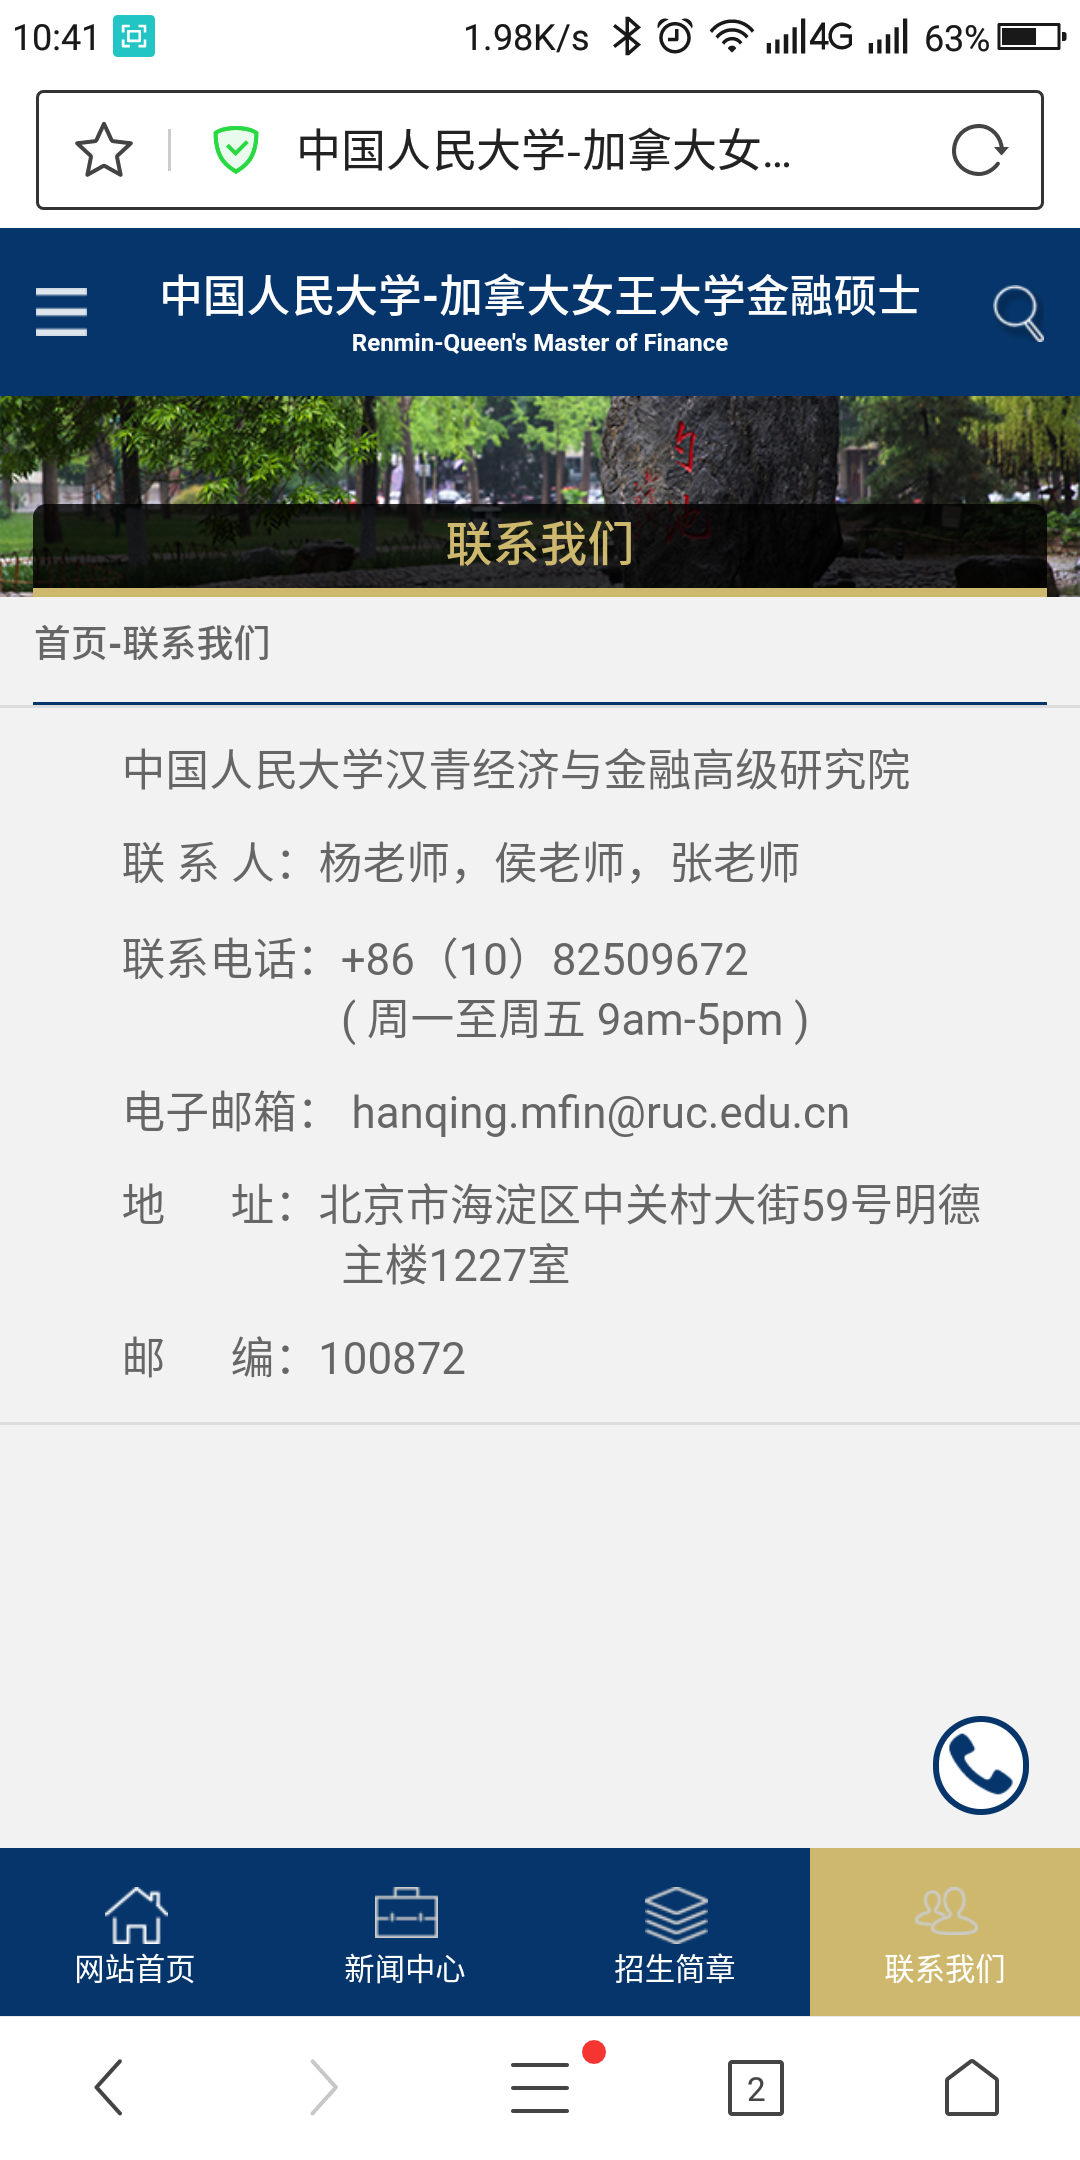 10:41 1.98K/s 4G 63%
中国人民大学-加拿大女...
中国人民大学-加拿大女王大学金融硕士
Renmin-Queen's Master of Finance
联系我们
首页-联系我们
中国人民大学汉青经济与金融高级研究院
联 系 人：杨老师，侯老师，张老师
联系电话：+86（10）82509672
( 周一至周五 9am-5pm )
电子邮箱： hanqing.mfin@ruc.edu.cn
地 址：北京市海淀区中关村大街59号明德
主楼1227室
邮 编：100872
网站首页 新闻中心 招生简章 联系我们
2